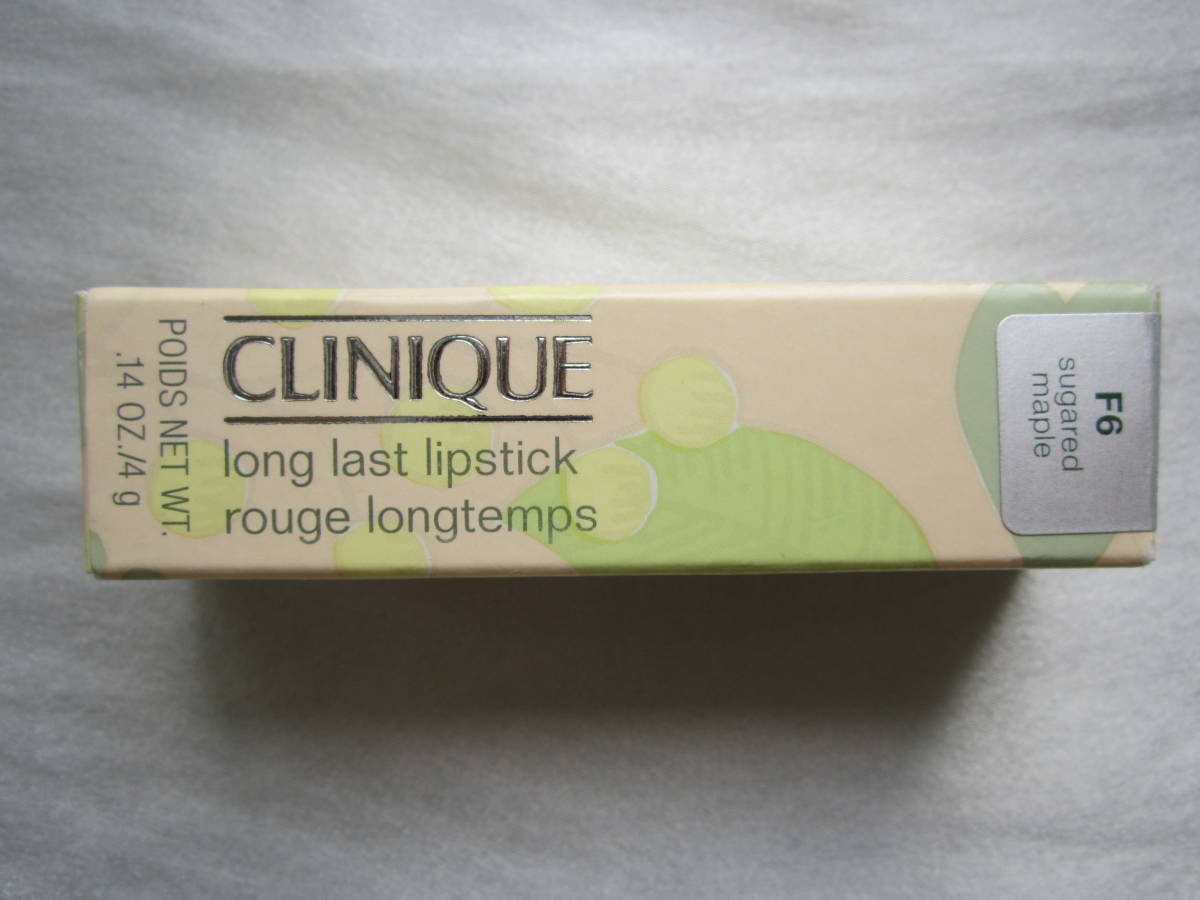 CLINIQUE
long last lipstick
rouge longtemps
POIDS NET WT.
.14 OZ./4 g
F6
sugared
maple